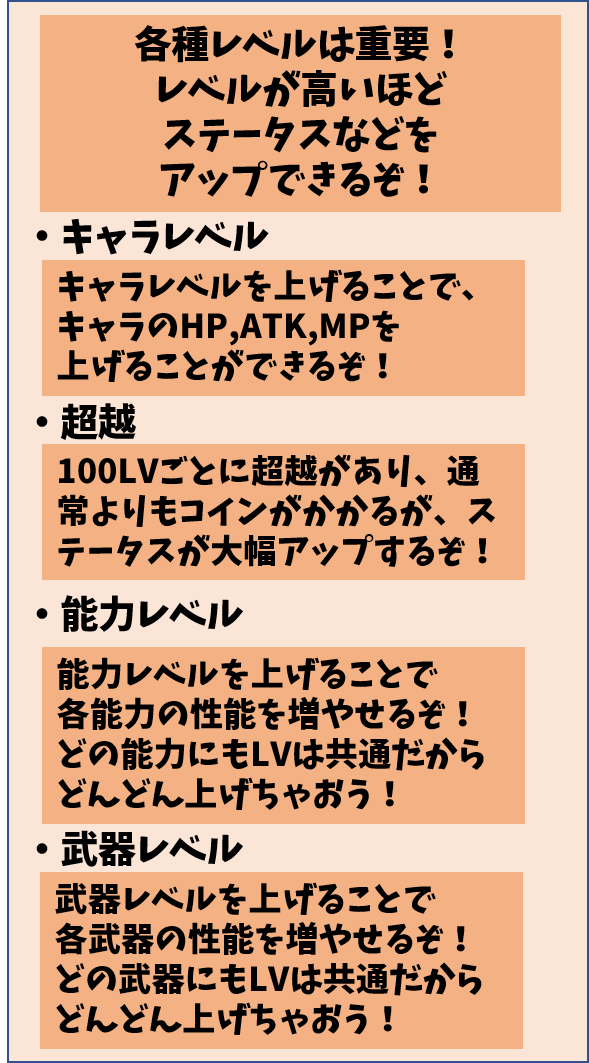 各種レベルは重要！
レベルが高いほど
ステータスなどを
アップできるぞ！
・キャラレベル
キャラレベルを上げることで、
キャラのHP,ATK,MPを
上げることができるぞ！
・超越
100LVごとに超越があり、通
常よりもコインがかかるが、ス
テータスが大幅アップするぞ！
・能力レベル
能力レベルを上げることで
各能力の性能を増やせるぞ！
どの能力にもLVは共通だから
どんどん上げちゃおう！
・武器レベル
武器レベルを上げることで
各武器の性能を増やせるぞ！
どの武器にもLVは共通だから
どんどん上げちゃおう！